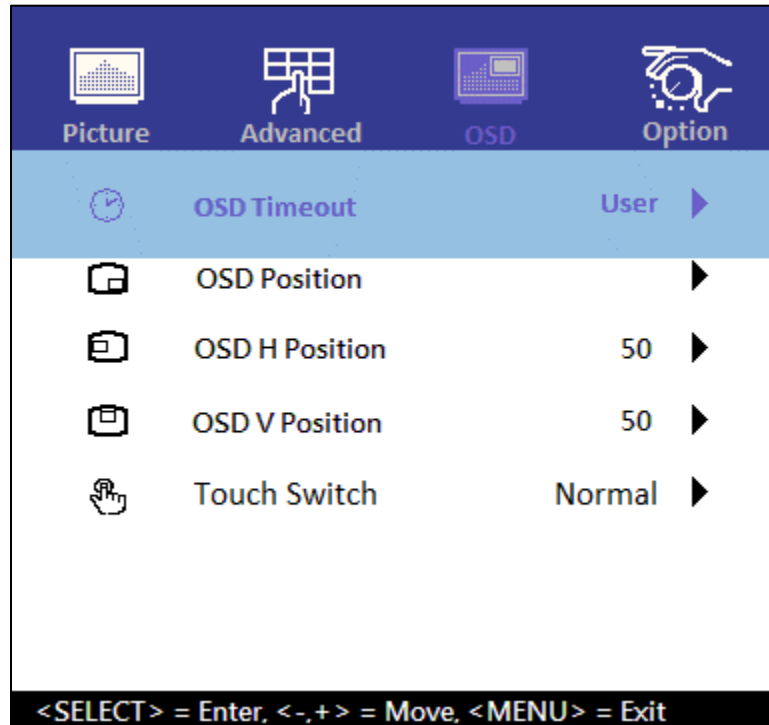 Picture Advanced OSD Option
OSD Timeout User
OSD Position
OSD H Position 50
OSD V Position 50
Touch Switch Normal
<SELECT> = Enter, <-,+> = Move, <MENU> = Exit